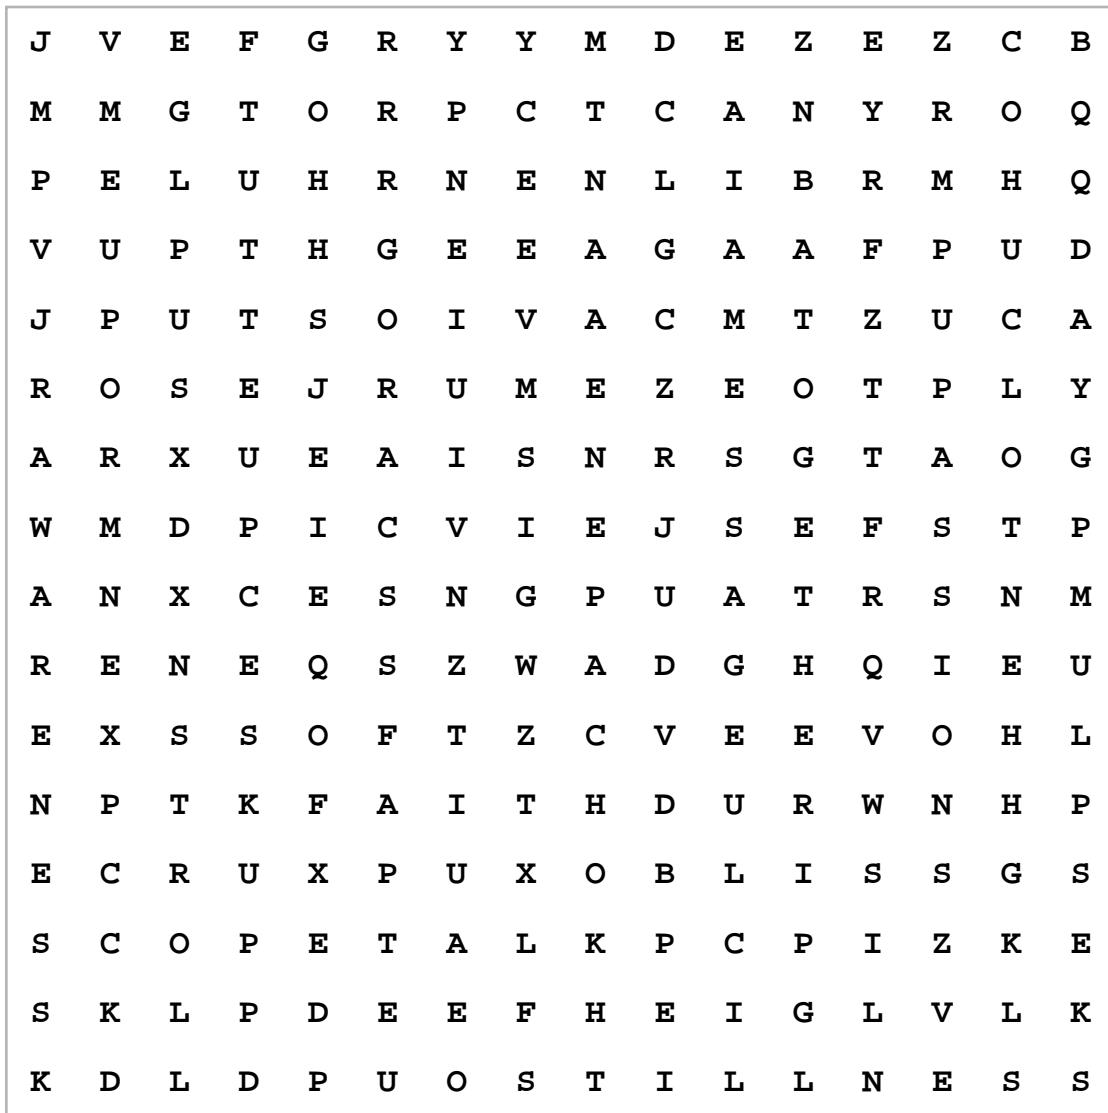 J V E F G R Y Y M D E Z E Z C B
M M G T O R P C T C A N Y R O Q
P E L U H R N E N L I B R M H Q
V U P T H G E E A G A A F P U D
J P U T S O I V A C M T Z U C A
R O S E J R U M E Z E O T P L Y
A R X U E A I S N R S G T A O G
W M D P I C V I E J S E F S T P
A N X C E S N G P U A T R S N M
R E N E Q S Z W A D G H Q I E U
E X S S O F T Z C V E E V O H L
N P T K F A I T H D U R W N H P
E C R U X P U X O B L I S S G S
S C O P E T A L K P C P I Z K E
S K L P D E E F H E I G L V L K
K D L D P U O S T I L L N E S S